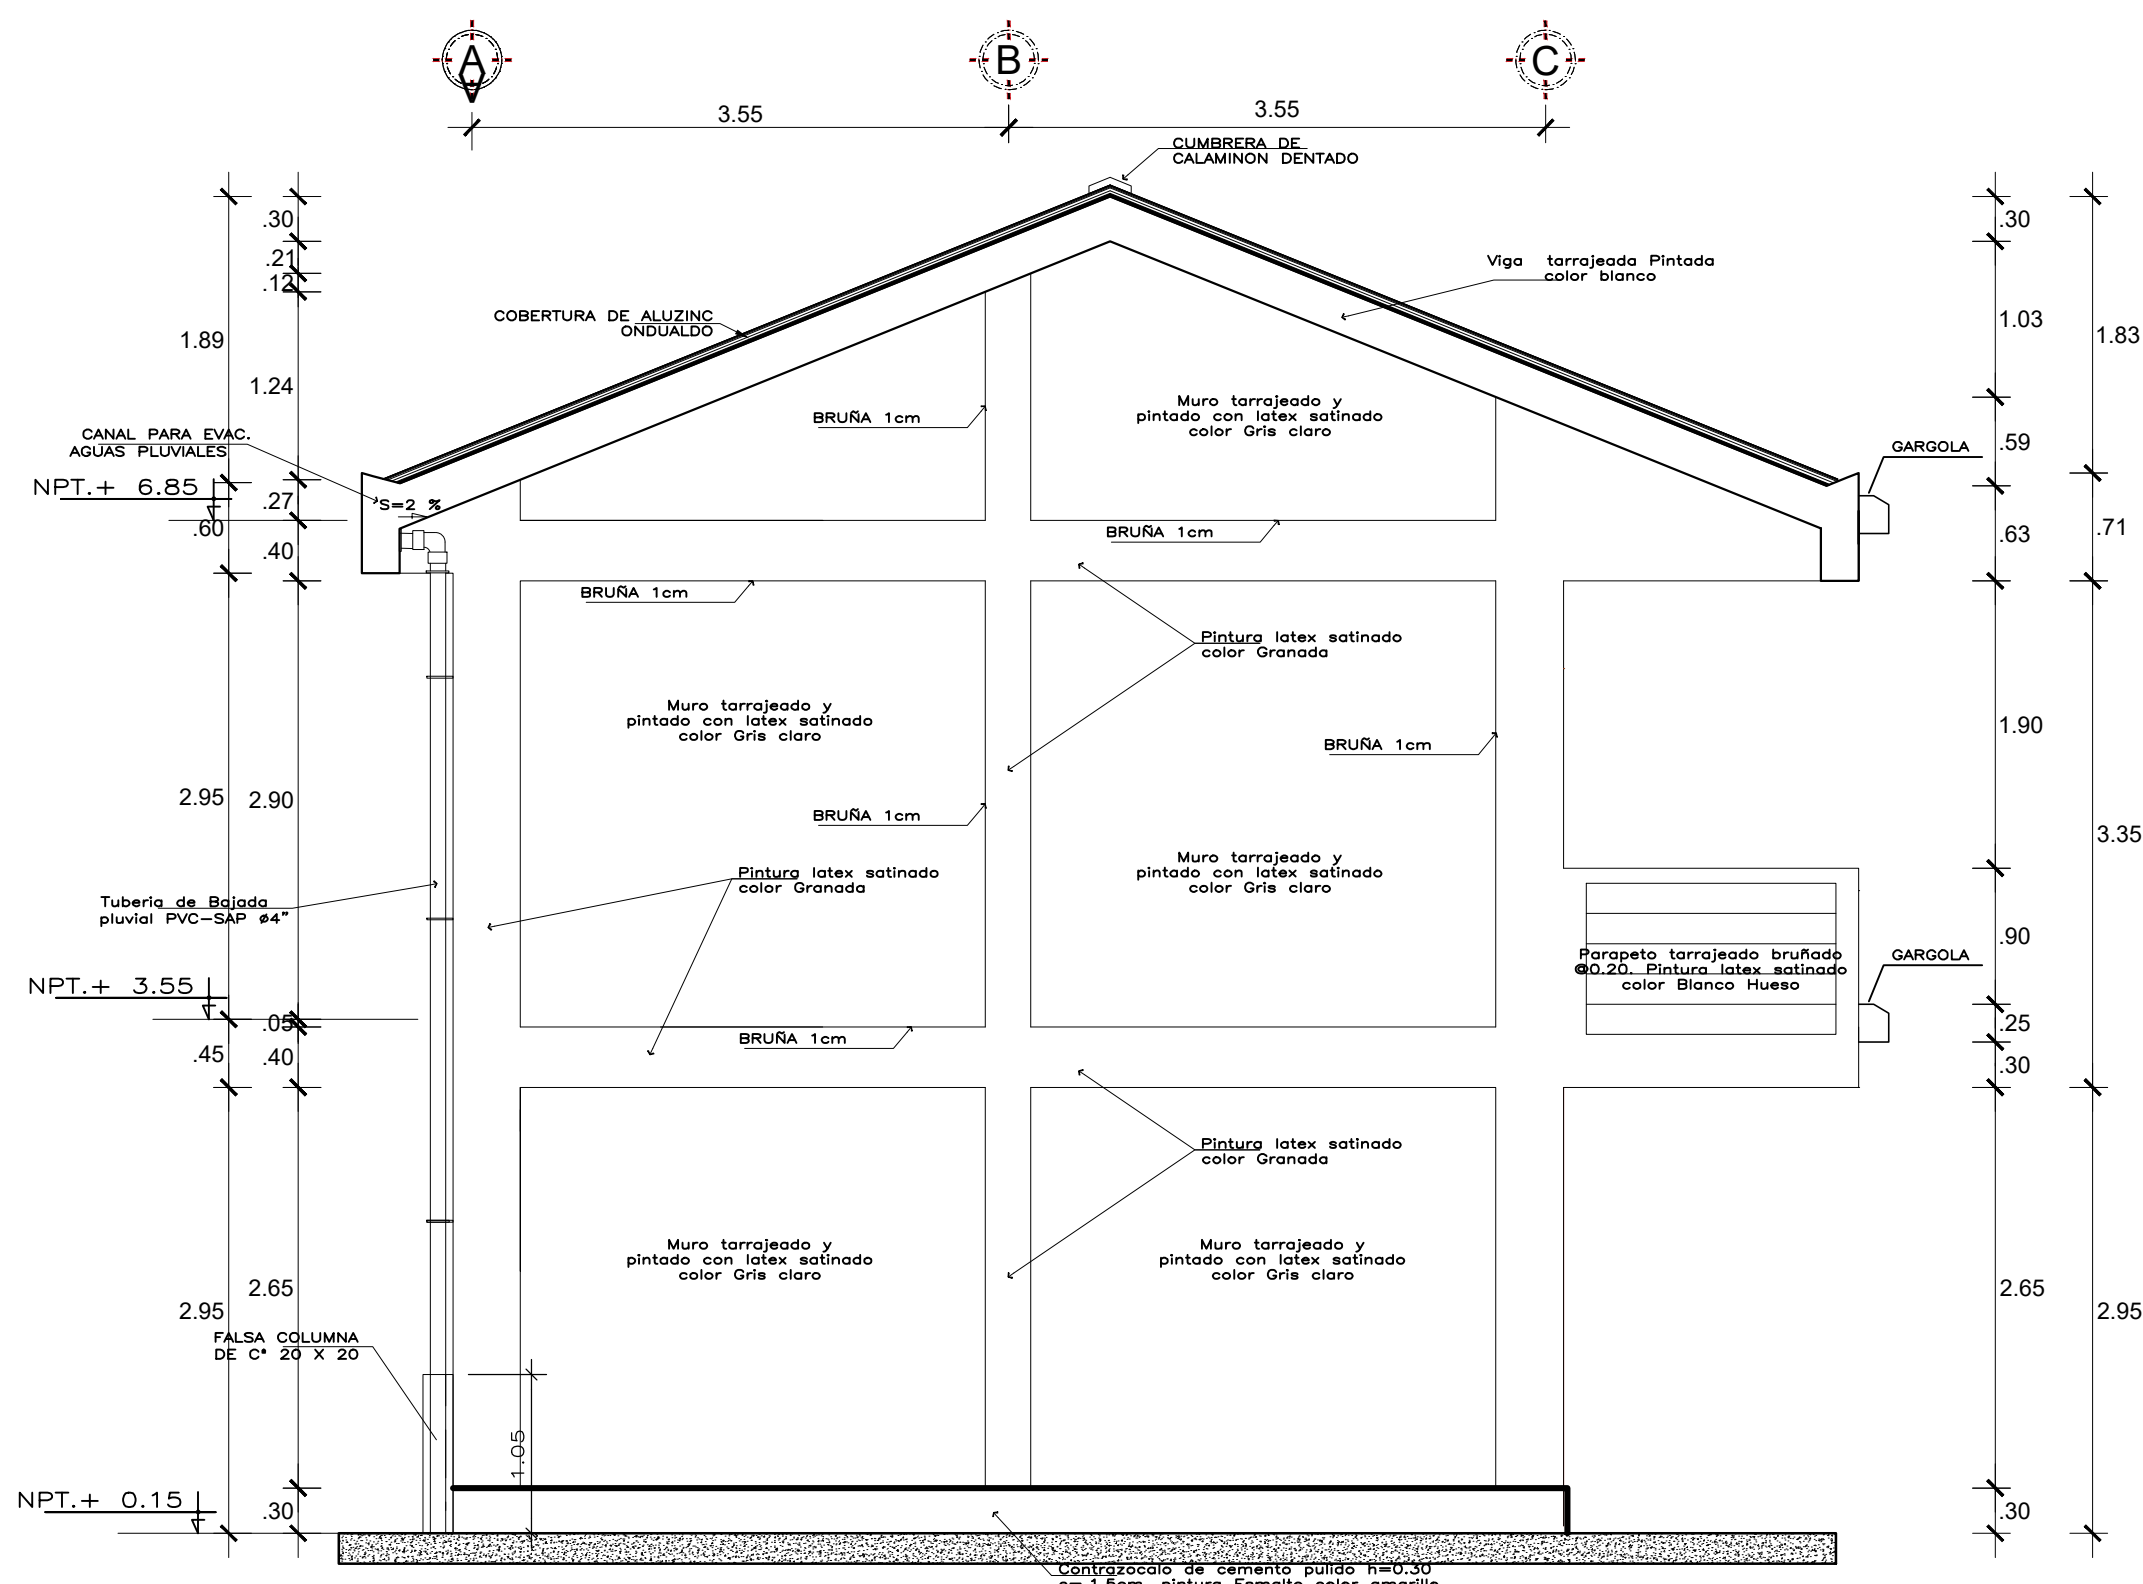 A
B
C
3.55
3.55
CUMBRERA DE
CALAMINON DENTADO
.30
.21
.12
1.89
1.24
.27
.60
.40
2.95
2.90
.05
.45
.40
2.65
2.95
.30
.30
1.03
1.83
.59
.63
.71
1.90
3.35
.90
.25
.30
2.65
2.95
.30
Viga tarrajeada Pintada
color blanco
COBERTURA DE ALUZINC
ONDUALDO
BRUÑA 1cm
Muro tarrajeado y
pintado con latex satinado
color Gris claro
CANAL PARA EVAC.
AGUAS PLUVIALES
GARGOLA
NPT.+ 6.85
S=2 %
BRUÑA 1cm
BRUÑA 1cm
Pintura latex satinado
color Granada
Muro tarrajeado y
pintado con latex satinado
color Gris claro
BRUÑA 1cm
BRUÑA 1cm
Muro tarrajeado y
pintado con latex satinado
color Gris claro
Pintura latex satinado
color Granada
Tuberia de Bajada
pluvial PVC-SAP ø4"
Parapeto tarrajeado bruñado
@0.20. Pintura latex satinado
color Blanco Hueso
GARGOLA
NPT.+ 3.55
BRUÑA 1cm
Pintura latex satinado
color Granada
Muro tarrajeado y
pintado con latex satinado
color Gris claro
Muro tarrajeado y
pintado con latex satinado
color Gris claro
FALSA COLUMNA
DE C° 20 X 20
1.05
NPT.+ 0.15
Contrazocalo de cemento pulido h=0.30
e= 1.5cm. pintura Esmalte color amarillo